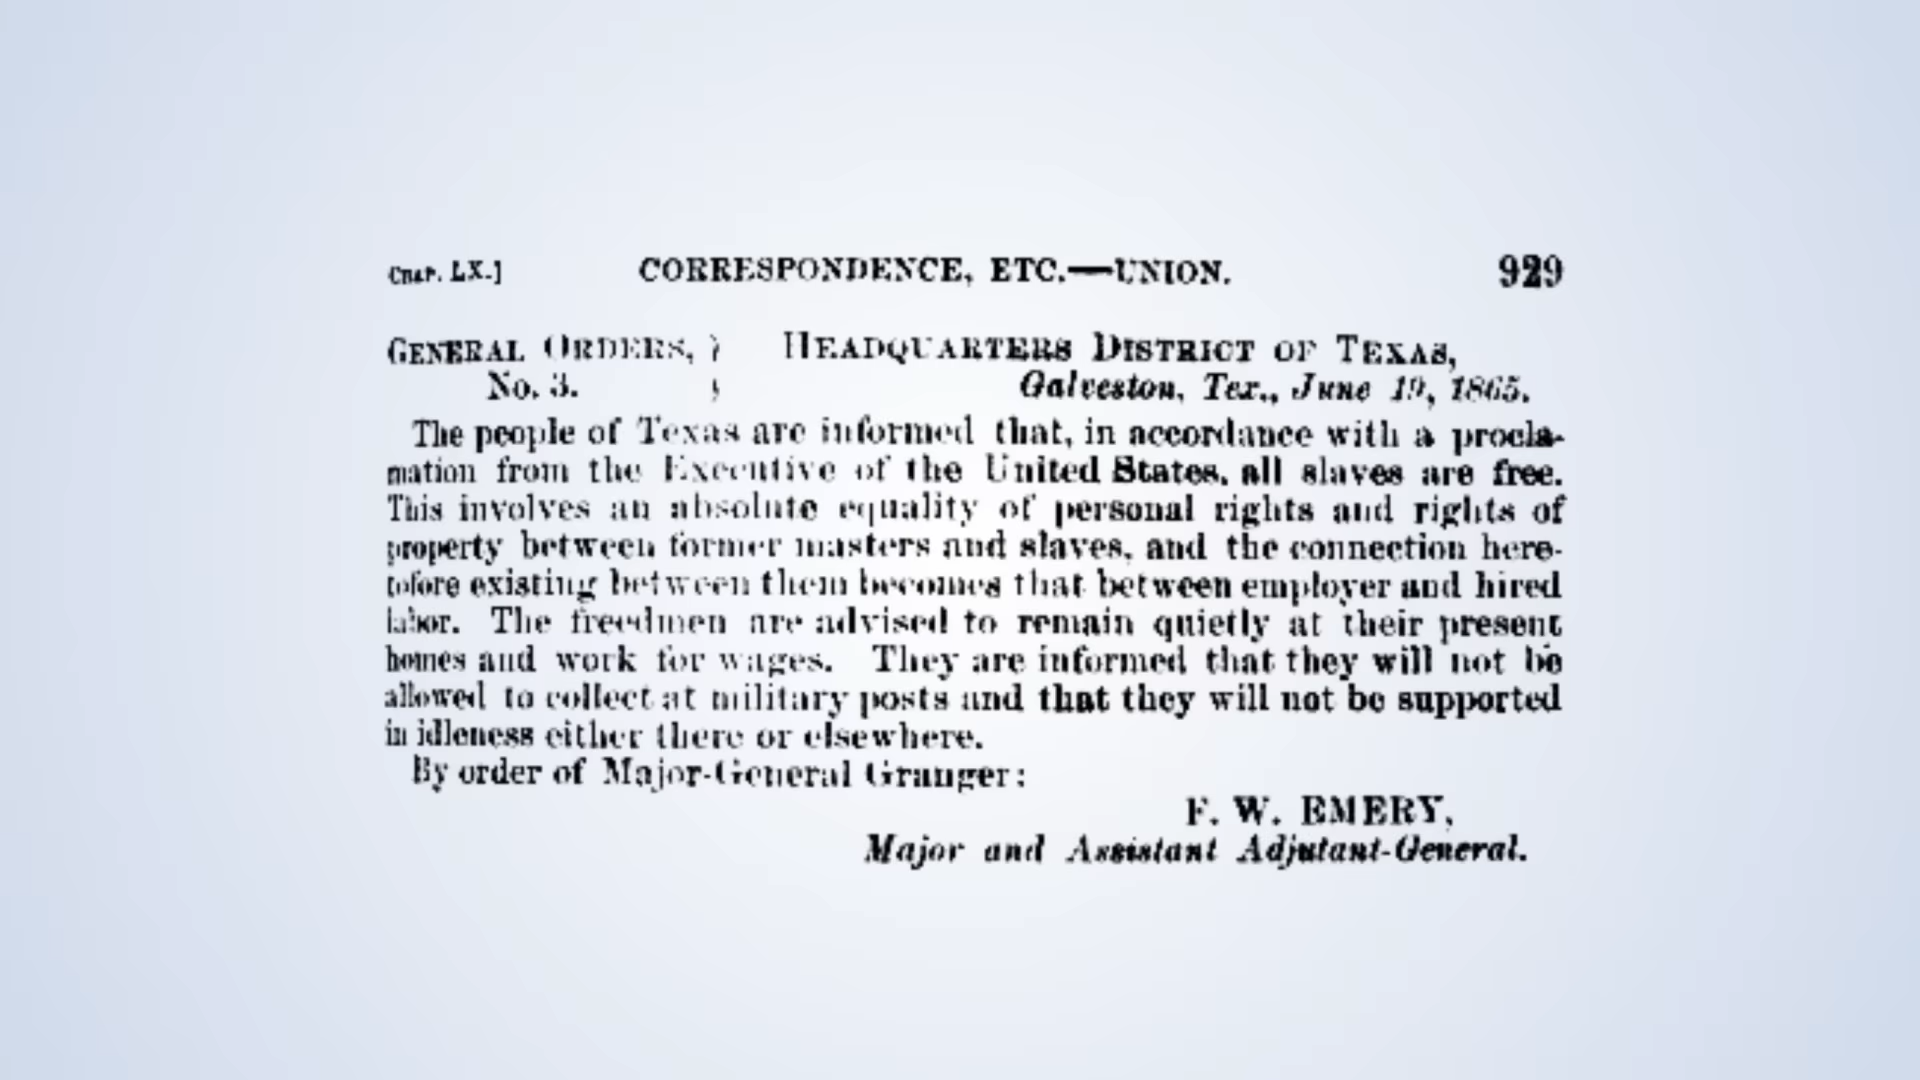 CHAP. LX.] CORRESPONDENCE, ETC.—UNION. 929
GENERAL ORDERS, } HEADQUARTERS DISTRICT OF TEXAS,
No. 3. } Galveston, Tex., June 19, 1865.
The people of Texas are informed that, in accordance with a procla-
mation from the Executive of the United States, all slaves are free.
This involves an absolute equality of personal rights and rights of
property between former masters and slaves, and the connection here-
tofore existing between them becomes that between employer and hired
labor. The freedmen are advised to remain quietly at their present
homes and work for wages. They are informed that they will not be
allowed to collect at military posts and that they will not be supported
in idleness either there or elsewhere.
By order of Major-General Granger:
F. W. EMERY,
Major and Assistant Adjutant-General.